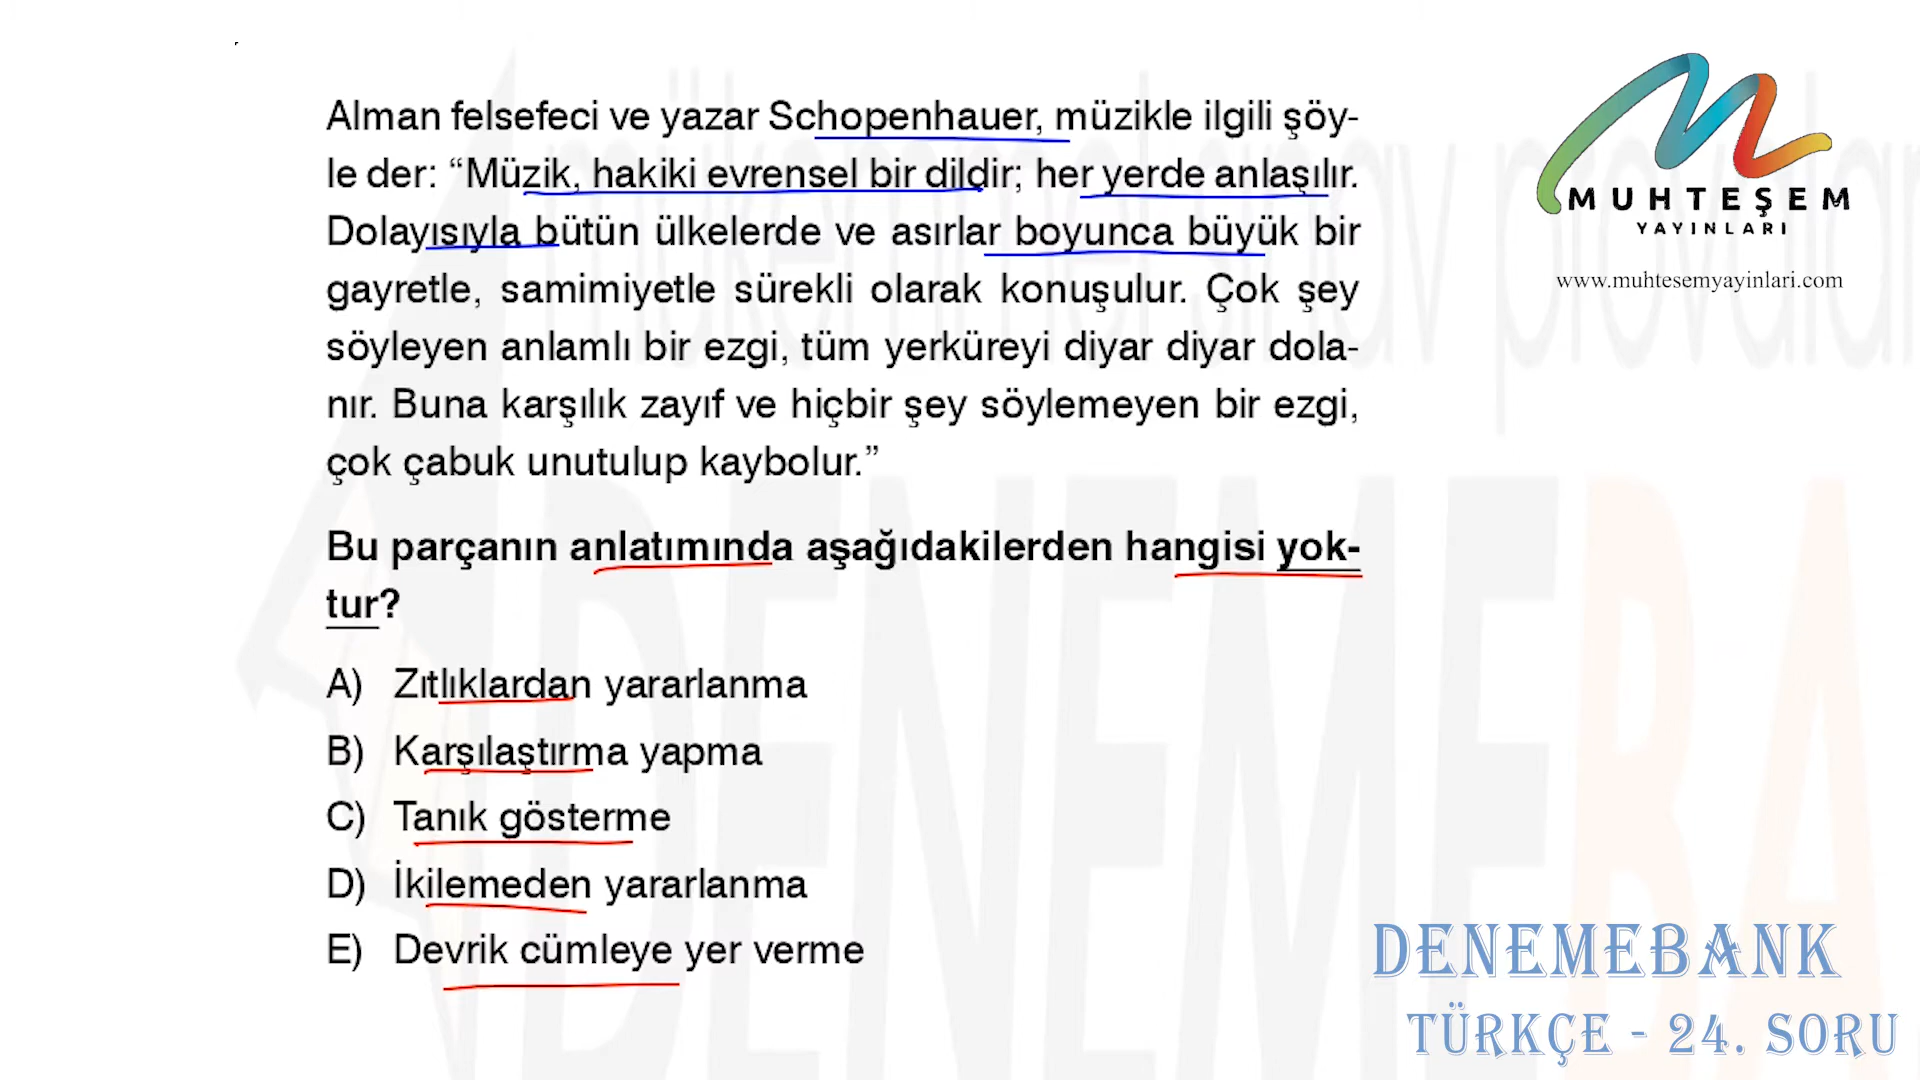 Alman felsefeci ve yazar Schopenhauer, müzikle ilgili şöy-
le der: “Müzik, hakiki evrensel bir dildir; her yerde anlaşılır.
Dolayısıyla bütün ülkelerde ve asırlar boyunca büyük bir
gayretle, samimiyetle sürekli olarak konuşulur. Çok şey
söyleyen anlamlı bir ezgi, tüm yerküreyi diyar diyar dola-
nır. Buna karşılık zayıf ve hiçbir şey söylemeyen bir ezgi,
çok çabuk unutulup kaybolur.”
Bu parçanın anlatımında aşağıdakilerden hangisi yok-
tur?
A) Zıtlıklardan yararlanma
B) Karşılaştırma yapma
C) Tanık gösterme
D) İkilemeden yararlanma
E) Devrik cümleye yer verme
MUHTEŞEM
YAYINLARI
www.muhtesemyayinlari.com
DENEMEBANK
TÜRKÇE - 24. SORU